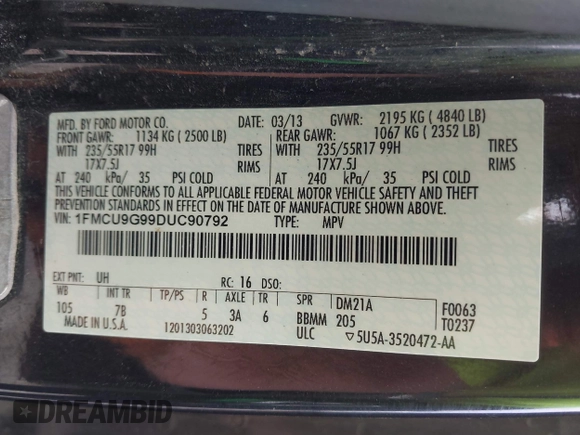 MFD. BY FORD MOTOR CO. DATE: 03/13 GVWR: 2195 KG ( 4840 LB)
FRONT GAWR: 1134 KG ( 2500 LB) REAR GAWR: 1067 KG ( 2352 LB)
WITH 235/55R17 99H TIRES WITH 235/55R17 99H TIRES
17X7.5J RIMS 17X7.5J RIMS
AT 240 kPa/ 35 PSI COLD AT 240 kPa/ 35 PSI COLD
THIS VEHICLE CONFORMS TO ALL APPLICABLE FEDERAL MOTOR VEHICLE SAFETY AND THEFT
PREVENTION STANDARDS IN EFFECT ON THE DATE OF MANUFACTURE SHOWN ABOVE.
VIN: 1FMCU9G99DUC90792 TYPE: MPV
EXT PNT: UH RC: 16 DSO:
WB INT TR TP/PS R AXLE TR SPR DM21A F0063
105 7B 5 3A 6 BBMM 205 T0237
MADE IN U.S.A. 1201303063202 ULC ▽5U5A-3520472-AA
DREAMBID